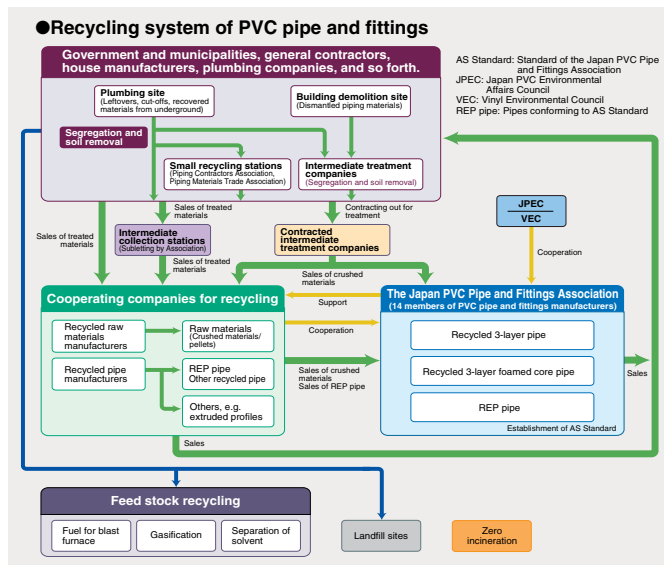 ●Recycling system of PVC pipe and fittings
Government and municipalities, general contractors,
house manufacturers, plumbing companies, and so forth.
AS Standard: Standard of the Japan PVC Pipe
and Fittings Association
JPEC: Japan PVC Environmental
Affairs Council
VEC: Vinyl Environmental Council
REP pipe: Pipes conforming to AS Standard
Plumbing site
(Leftovers, cut-offs, recovered
materials from underground)
Building demolition site
(Dismantled piping materials)
Segregation and
soil removal
Small recycling stations
(Piping Contractors Association,
Piping Materials Trade Association)
Intermediate treatment
companies
(Segregation and soil removal)
Sales of treated
materials
Contracting out for
treatment
JPEC
VEC
Sales of treated
materials
Intermediate
collection stations
(Subletting by Association)
Contracted
intermediate
treatment companies
Sales of treated
materials
Sales of crushed
materials
Cooperation
Cooperating companies for recycling
Support
Cooperation
The Japan PVC Pipe and Fittings Association
(14 members of PVC pipe and fittings manufacturers)
Recycled raw
materials
manufacturers
Raw materials
(Crushed materials/
pellets)
Recycled pipe
manufacturers
REP pipe
Other recycled pipe
Others, e.g.
extruded profiles
Sales of crushed
materials
Sales of REP pipe
Recycled 3-layer pipe
Recycled 3-layer foamed core pipe
REP pipe
Establishment of AS Standard
Sales
Sales
Feed stock recycling
Fuel for blast
furnace
Gasification
Separation of
solvent
Landfill sites
Zero
incineration